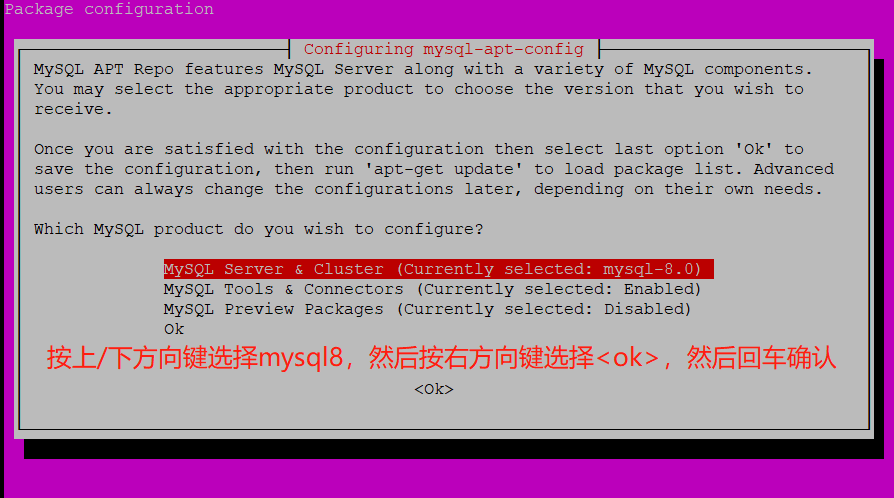 Package configuration
Configuring mysql-apt-config
MySQL APT Repo features MySQL Server along with a variety of MySQL components.
You may select the appropriate product to choose the version that you wish to
receive.
Once you are satisfied with the configuration then select last option 'Ok' to
save the configuration, then run 'apt-get update' to load package list. Advanced
users can always change the configurations later, depending on their own needs.
Which MySQL product do you wish to configure?
MySQL Server & Cluster (Currently selected: mysql-8.0)
MySQL Tools & Connectors (Currently selected: Enabled)
MySQL Preview Packages (Currently selected: Disabled)
Ok
按上/下方向键选择mysql8，然后按右方向键选择<ok>，然后回车确认
<Ok>